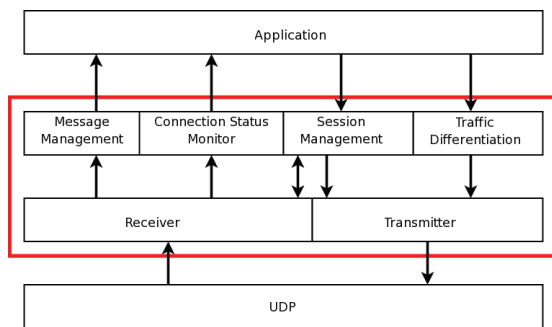 Application
Message Management
Connection Status Monitor
Session Management
Traffic Differentiation
Receiver
Transmitter
UDP